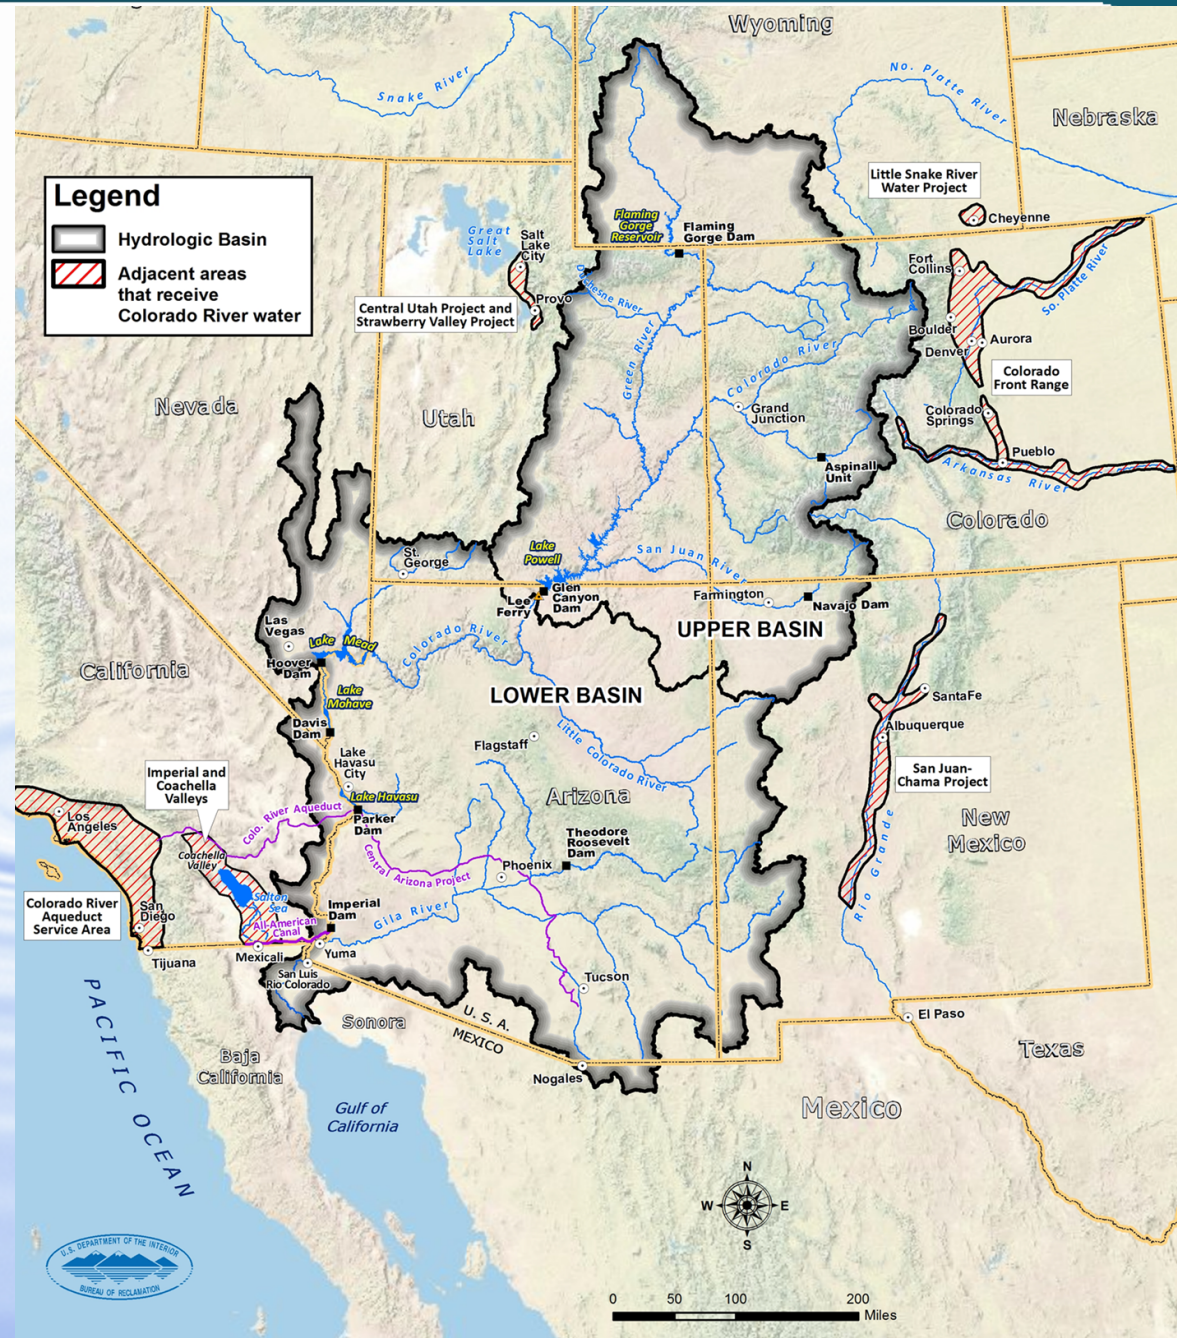 Wyoming
Snake River
No. Platte River
Nebraska
Legend
Hydrologic Basin
Adjacent areas
that receive
Colorado River water
Little Snake River
Water Project
Cheyenne
Flaming
Gorge
Reservoir
Flaming
Gorge Dam
Great
Salt
Lake
Salt
Lake
City
Provo
Duchesne River
Central Utah Project and
Strawberry Valley Project
Fort
Collins
So. Platte River
Boulder
Denver
Aurora
Colorado
Front Range
Green River
Colorado River
Nevada
Utah
Grand
Junction
Colorado
Springs
Pueblo
Arkansas River
Aspinall
Unit
Colorado
St.
George
Lake
Powell
San Juan River
Lee
Ferry
Glen
Canyon
Dam
Farmington
Navajo Dam
UPPER BASIN
Las
Vegas
Lake Mead
Colorado River
Hoover
Dam
California
LOWER BASIN
Lake
Mohave
Davis
Dam
SantaFe
Albuquerque
San Juan-
Chama Project
Flagstaff
Little Colorado River
Lake
Havasu
City
Imperial and
Coachella
Valleys
Lake Havasu
Arizona
Colo. River Aqueduct
Parker
Dam
Los
Angeles
Theodore
Roosevelt
Dam
New
Mexico
Coachella
Valley
Central Arizona Project
Phoenix
Rio Grande
Colorado River
Aqueduct
Service Area
San
Diego
Salton
Sea
Imperial
Dam
Gila River
All-American
Canal
Tijuana
Mexicali
Yuma
San Luis
Rio Colorado
Tucson
PACIFIC OCEAN
Sonora
U. S. A.
MEXICO
El Paso
Baja
California
Nogales
Texas
Gulf of
California
Mexico
N
W
E
S
U.S. DEPARTMENT OF THE INTERIOR
BUREAU OF RECLAMATION
0 50 100 200
Miles